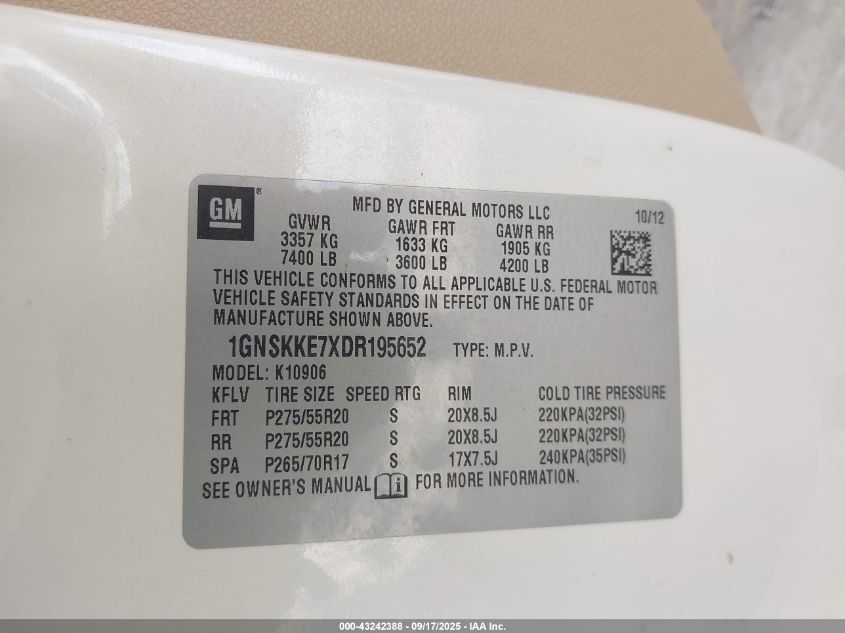 GM®
MFD BY GENERAL MOTORS LLC 10/12
GVWR GAWR FRT GAWR RR
3357 KG 1633 KG 1905 KG
7400 LB 3600 LB 4200 LB
THIS VEHICLE CONFORMS TO ALL APPLICABLE U.S. FEDERAL MOTOR
VEHICLE SAFETY STANDARDS IN EFFECT ON THE DATE OF
MANUFACTURE SHOWN ABOVE.
1GNSKKE7XDR195652 TYPE: M.P.V.
MODEL: K10906
KFLV TIRE SIZE SPEED RTG RIM COLD TIRE PRESSURE
FRT P275/55R20 S 20X8.5J 220KPA(32PSI)
RR P275/55R20 S 20X8.5J 220KPA(32PSI)
SPA P265/70R17 S 17X7.5J 240KPA(35PSI)
SEE OWNER'S MANUAL i FOR MORE INFORMATION.
000-43242388 - 09/17/2025 - IAA Inc.